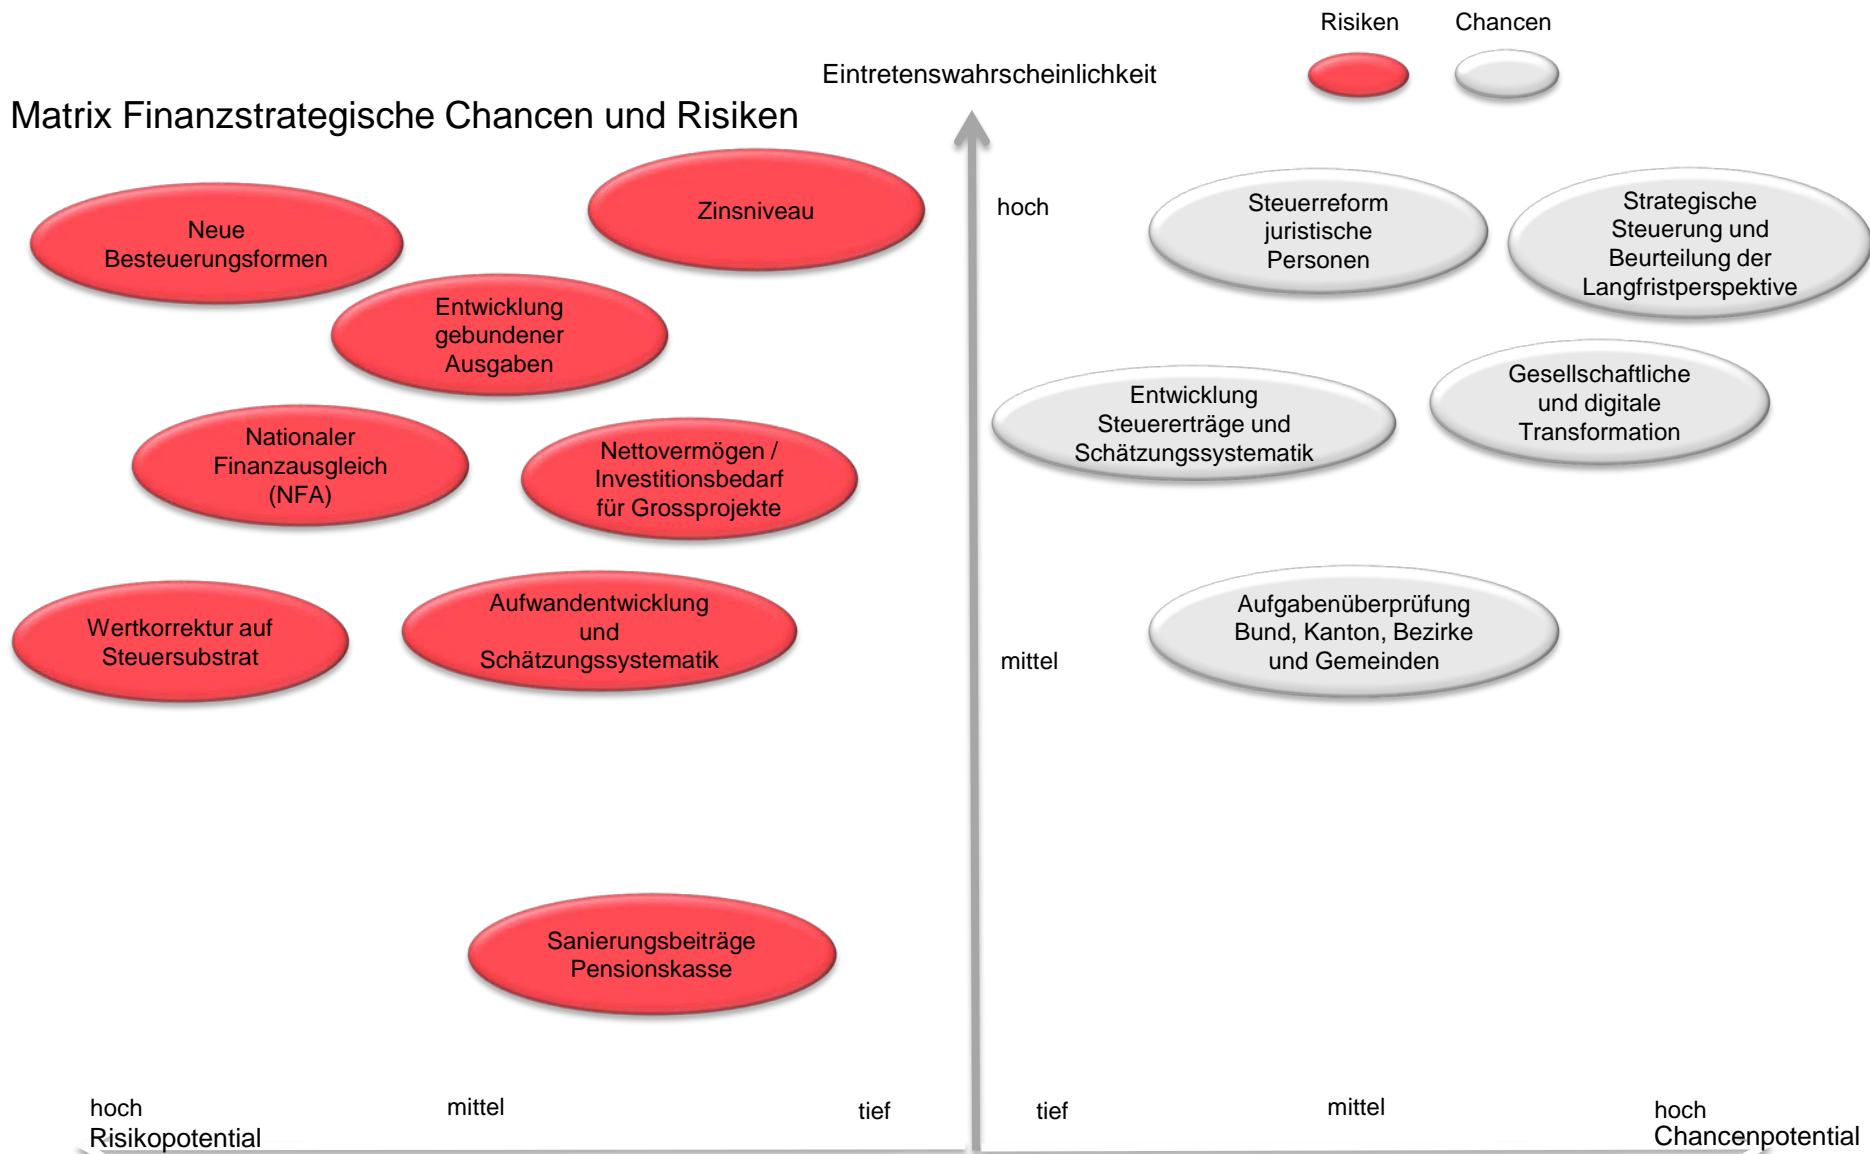 Risiken
Chancen
Eintretenswahrscheinlichkeit
Matrix Finanzstrategische Chancen und Risiken
Neue
Besteuerungsformen
Zinsniveau
Entwicklung
gebundener
Ausgaben
Nationaler
Finanzausgleich
(NFA)
Nettovermögen /
Investitionsbedarf
für Grossprojekte
Wertkorrektur auf
Steuersubstrat
Aufwandentwicklung
und
Schätzungssystematik
Sanierungsbeiträge
Pensionskasse
hoch
mittel
Steuerreform
juristische
Personen
Strategische
Steuerung und
Beurteilung der
Langfristperspektive
Entwicklung
Steuererträge und
Schätzungssystematik
Gesellschaftliche
und digitale
Transformation
Aufgabenüberprüfung
Bund, Kanton, Bezirke
und Gemeinden
hoch
mittel
tief
tief
mittel
hoch
Risikopotential
Chancenpotential